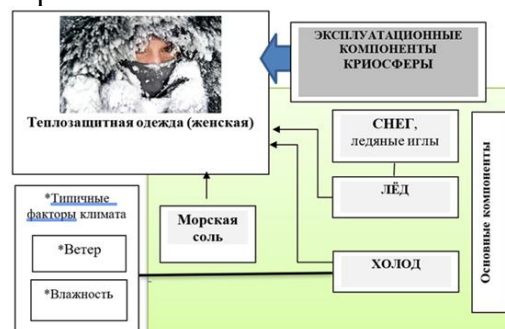 ЭКСПЛУАТАЦИОННЫЕ
КОМПОНЕНТЫ
КРИОСФЕРЫ
Теплозащитная одежда (женская)
СНЕГ,
ледяные иглы
ЛЁД
*Типичные
факторы климата
Морская
соль
*Ветер
ХОЛОД
*Влажность
Основные компоненты